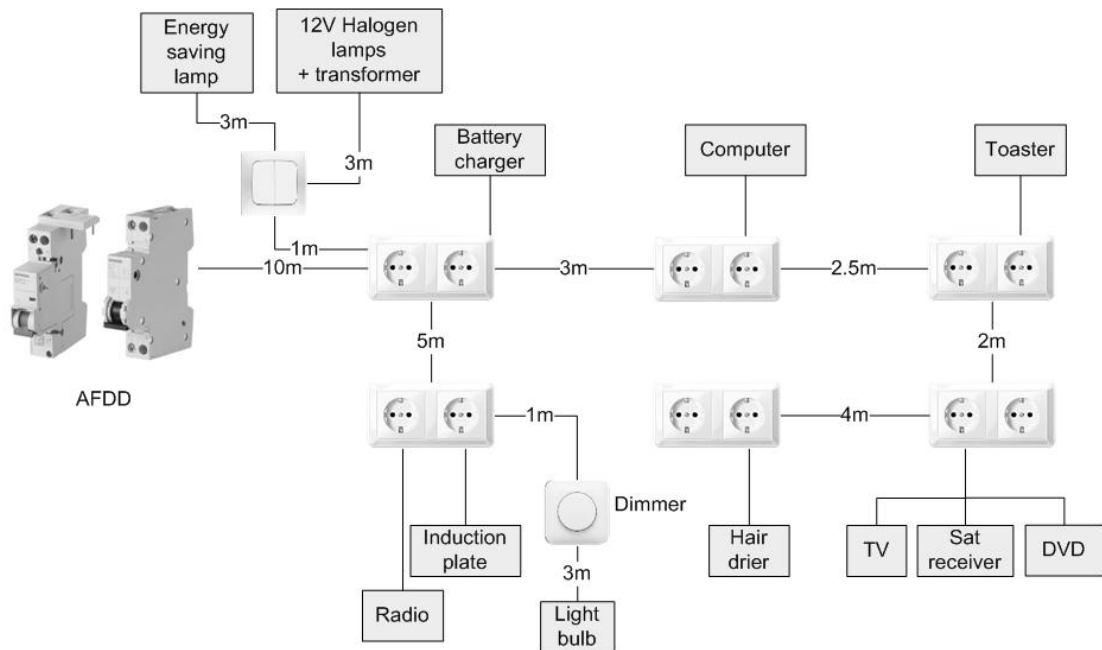 Energy
saving
lamp
12V Halogen
lamps
+ transformer
3m
3m
Battery
charger
Computer
Toaster
1m
10m
3m
2.5m
5m
2m
AFDD
1m
4m
Dimmer
Induction
plate
Hair
drier
TV
Sat
receiver
DVD
3m
Radio
Light
bulb